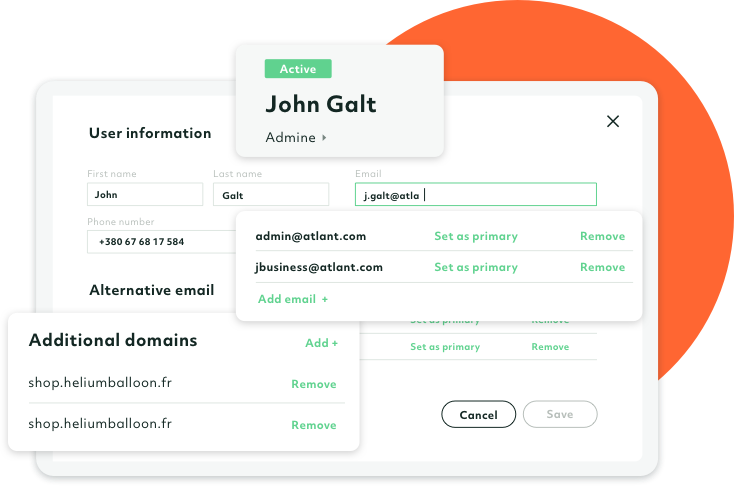 Active
John Galt
Admine
User information
First name
Last name
Email
John
Galt
j.galt@atla
Phone number
+380 67 68 17 584
admin@atlant.com Set as primary Remove
jbusiness@atlant.com Set as primary Remove
Add email +
Alternative email
Set as primary Remove
Set as primary Remove
Additional domains Add +
shop.heliumballoon.fr Remove
shop.heliumballoon.fr Remove
Cancel
Save